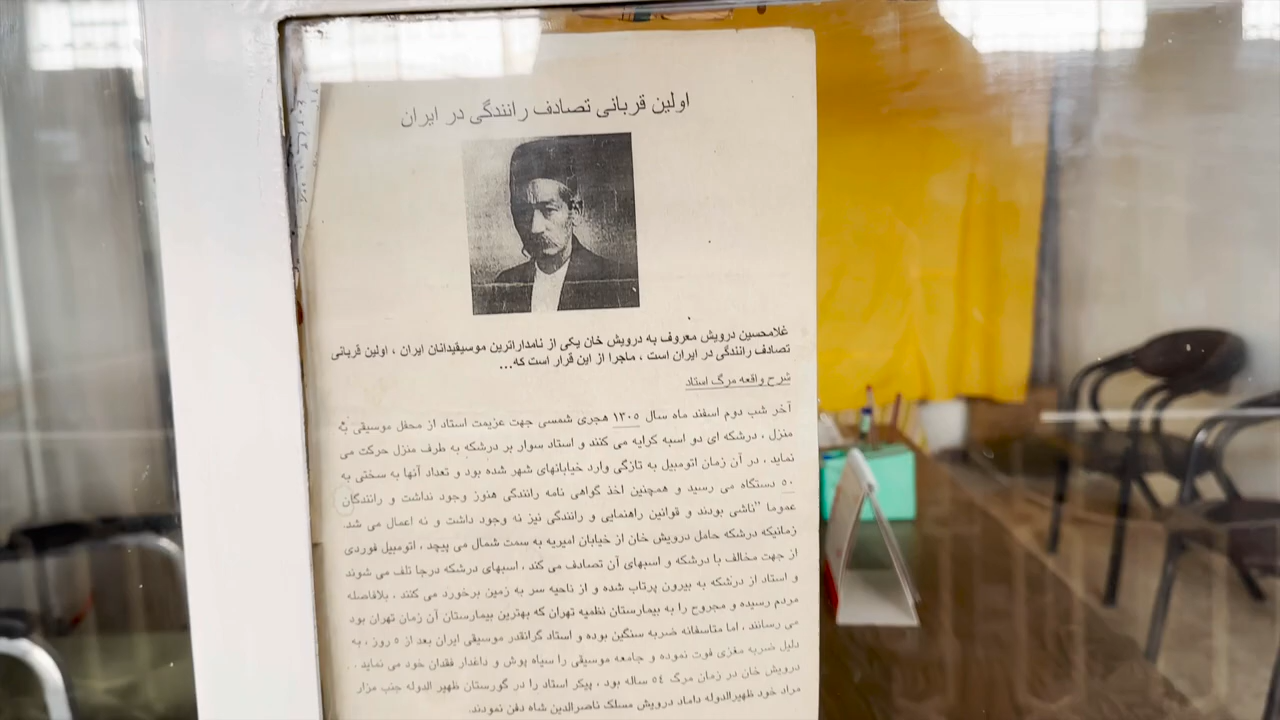 اولین قربانی تصادف رانندگی در ایران
غلامحسین درویش معروف به درویش خان یکی از نامدارترین موسیقیدانان ایران ، اولین قربانی
تصادف رانندگی در ایران است ، ماجرا از این قرار است که...
شرح واقعه مرگ استاد
آخر شب دوم اسفند ماه سال ۱۳۰۵ هجری شمسی جهت عزیمت استاد از محفل موسیقی به
منزل ، درشکه ای دو اسبه کرایه می کنند و استاد سوار بر درشکه به طرف منزل حرکت می
نماید ، در آن زمان اتومبیل به تازگی وارد خیابانهای شهر شده بود و تعداد آنها به سختی به
۵۰ دستگاه می رسید و همچنین اخذ گواهی نامه رانندگی هنوز وجود نداشت و رانندگان
عموما "ناشی بودند و قوانین راهنمایی و رانندگی نیز نه وجود داشت و نه اعمال می شد.
زمانیکه درشکه حامل درویش خان از خیابان امیریه به سمت شمال می پیچد ، اتومبیل فوردی
از جهت مخالف با درشکه و اسبهای آن تصادف می کند ، اسبهای درشکه درجا تلف می شوند
و استاد از درشکه به بیرون پرتاب شده و از ناحیه سر به زمین برخورد می کنند ، بلافاصله
مردم رسیده و مجروح را به بیمارستان نظمیه تهران که بهترین بیمارستان آن زمان تهران بود
می رسانند ، اما متاسفانه ضربه سنگین بوده و استاد گرانقدر موسیقی ایران بعد از ۵ روز ، به
دلیل ضربه مغزی فوت نموده و جامعه موسیقی را سیاه پوش و داغدار فقدان خود می نماید . .
درویش خان در زمان مرگ ٥٤ ساله بود ، پیکر استاد را در گورستان ظهیر الدوله جنب مزار
مراد خود ظهیرالدوله داماد درویش مسلک ناصرالدین شاه دفن نمودند.